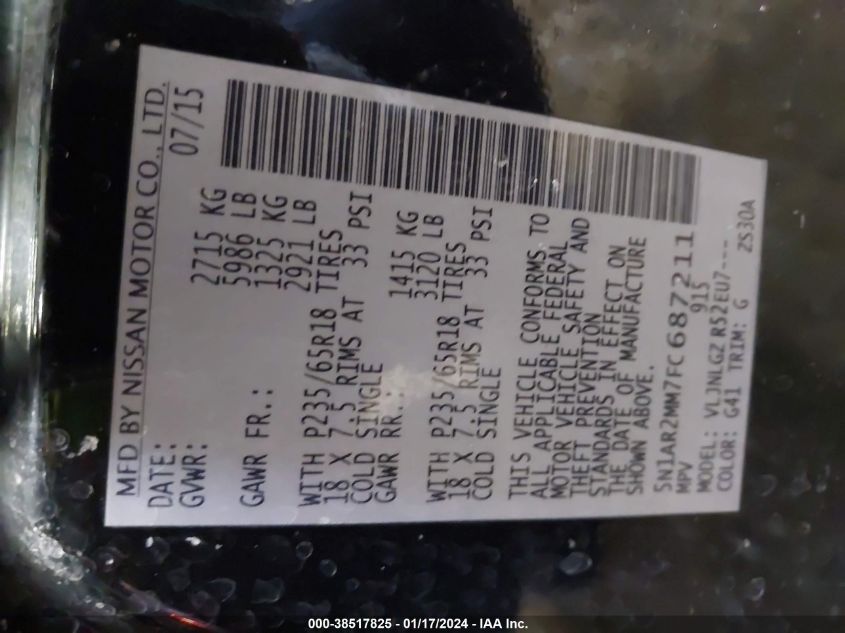 MFD BY NISSAN MOTOR CO., LTD.
DATE: 07/15
GVWR: 2715 KG
5986 LB
GAWR FR.: 1325 KG
2921 LB
WITH P235/65R18 TIRES
18 X 7.5 RIMS AT 33 PSI
COLD SINGLE
GAWR RR.: 1415 KG
3120 LB
WITH P235/65R18 TIRES
18 X 7.5 RIMS AT 33 PSI
COLD SINGLE
THIS VEHICLE CONFORMS TO
ALL APPLICABLE FEDERAL
MOTOR VEHICLE SAFETY AND
THEFT PREVENTION
STANDARDS IN EFFECT ON
THE DATE OF MANUFACTURE
SHOWN ABOVE.
5N1AR2MM7FC687211
MPV 915
MODEL: VLJNLGZ R52EU7---
COLOR: G41 TRIM: G ZS30A
000-38517825 - 01/17/2024 - IAA Inc.